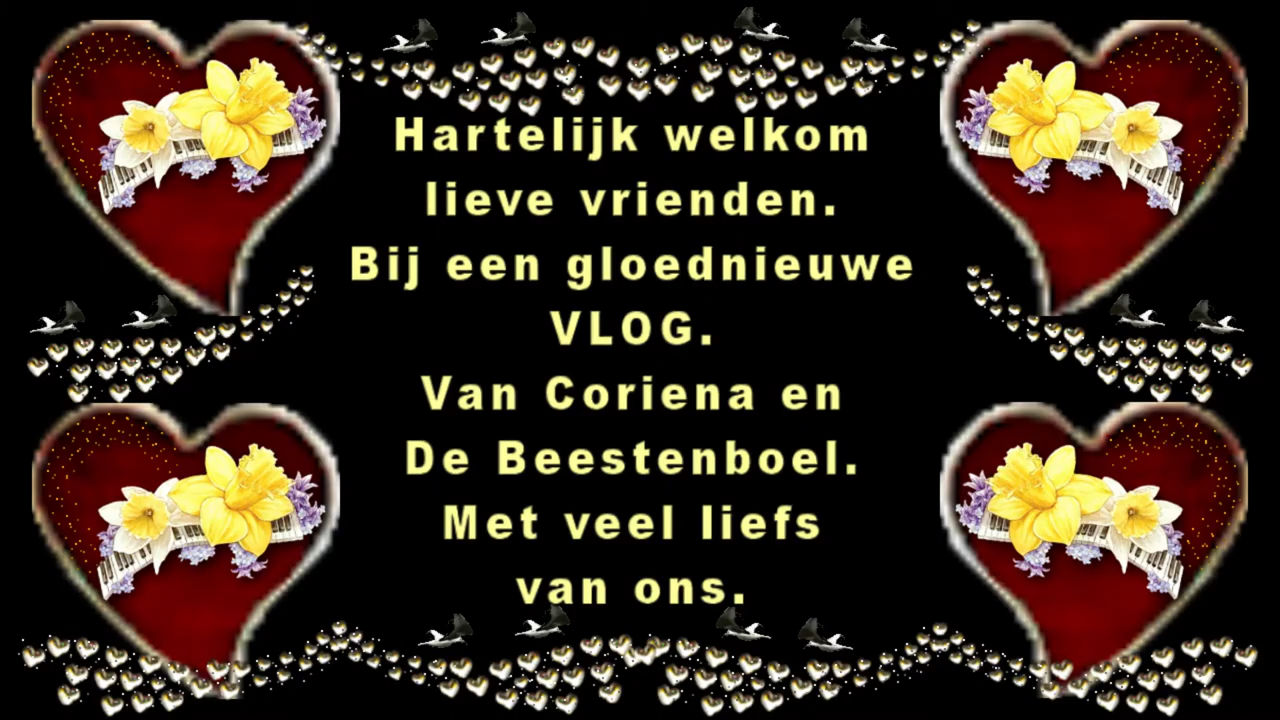 Hartelijk welkom
lieve vrienden.
Bij een gloednieuwe
VLOG.
Van Coriena en
De Beestenboel.
Met veel liefs
van ons.